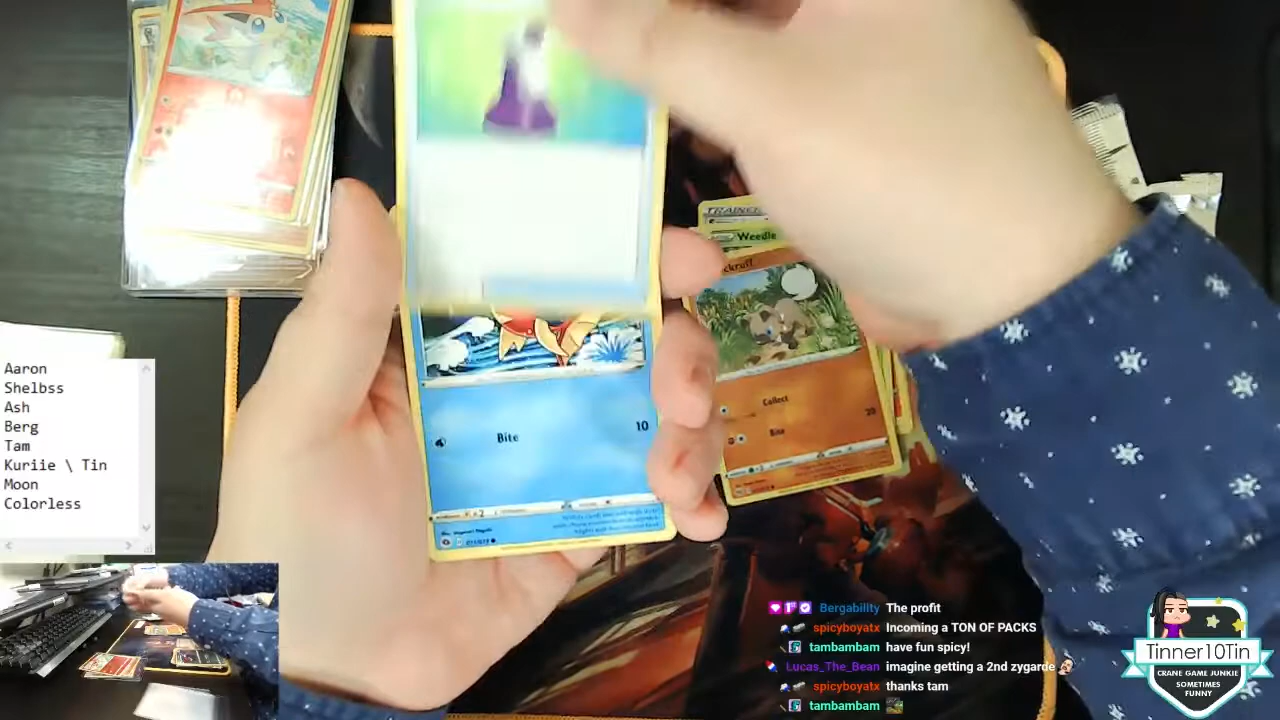 TRAINER
Weedle
Collect
20
Bite
Bite
10
Aaron
Shelbss
Ash
Berg
Tam
Kuriie \ Tin
Moon
Colorless
Bergability The profit
spicyboyatx Incoming a TON OF PACKS
tambambam have fun spicy!
Lucas_The_Bean imagine getting a 2nd zygarde
spicyboyatx thanks tam
tambambam
Tinner10Tin
CRANE GAME JUNKIE
SOMETIMES
FUNNY